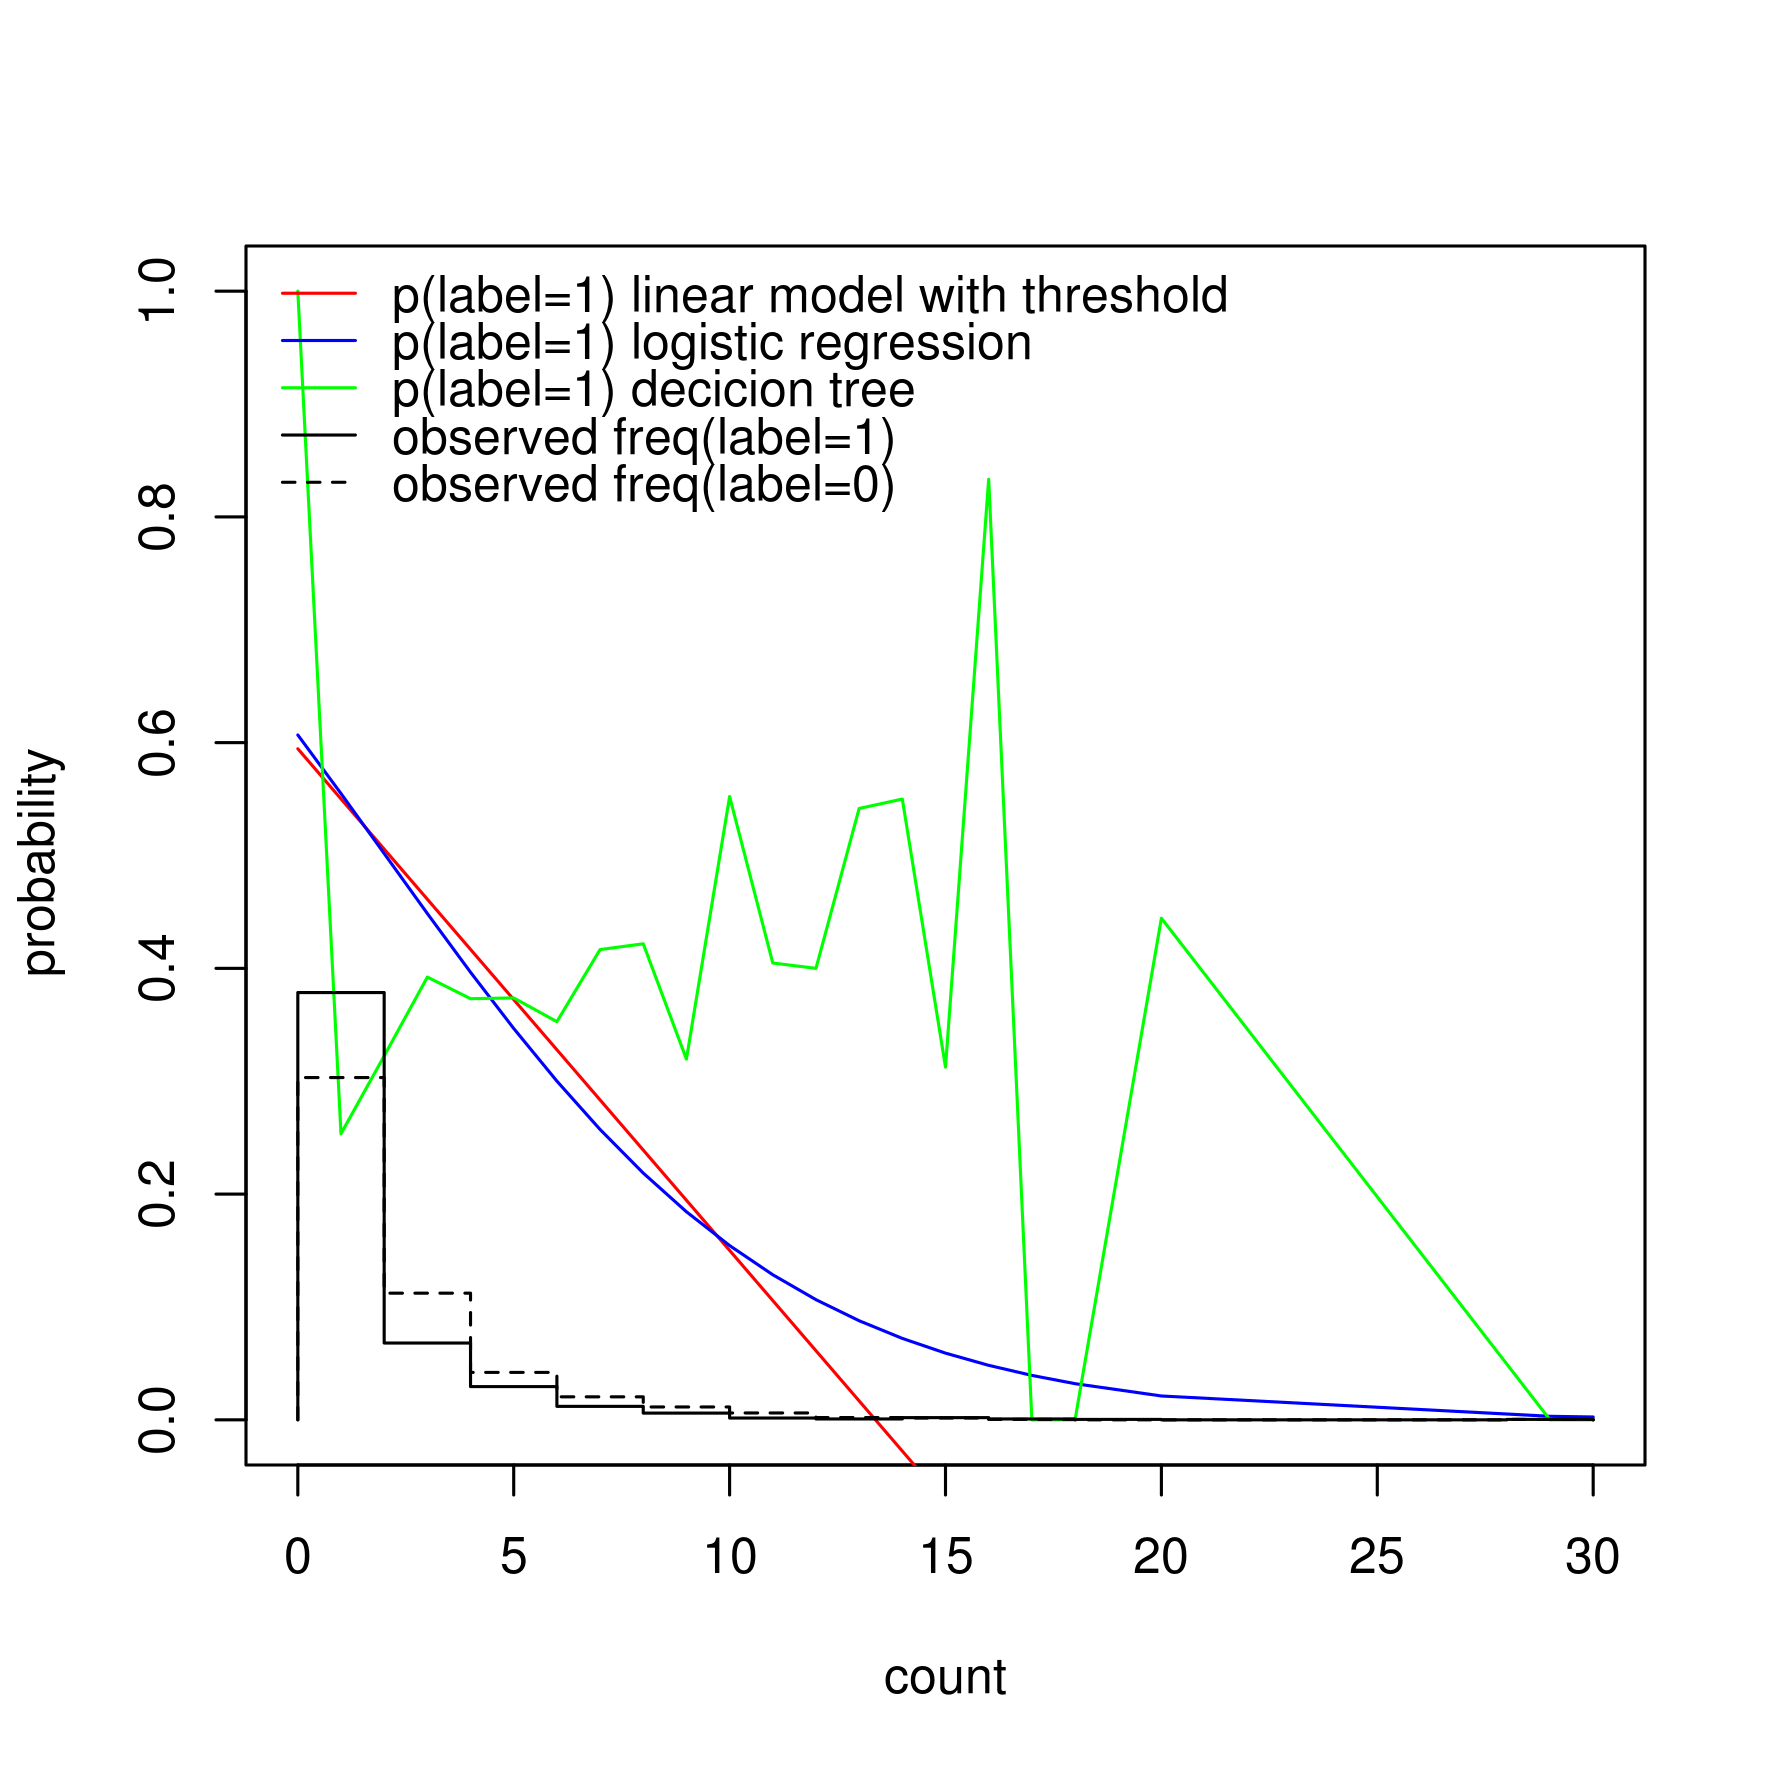 p(label=1) linear model with threshold
p(label=1) logistic regression
p(label=1) decicion tree
observed freq(label=1)
observed freq(label=0)
probability
1.0
0.8
0.6
0.4
0.2
0.0
0 5 10 15 20 25 30
count